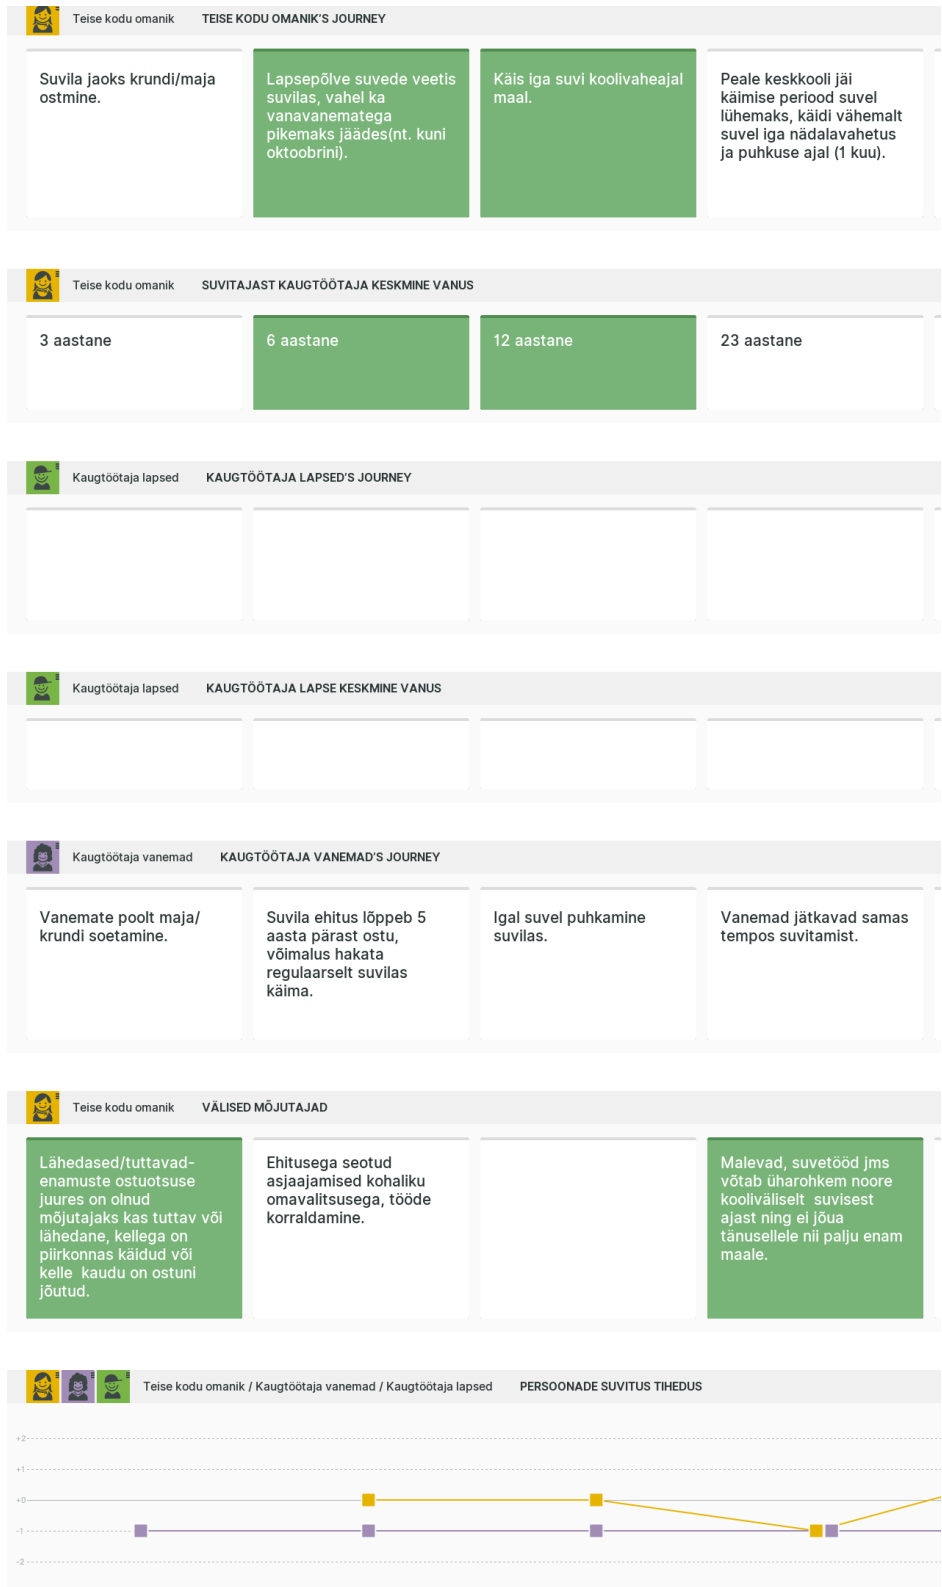 Teise kodu omanik TEISE KODU OMANIK'S JOURNEY
Suvila jaoks krundi/maja
ostmine.
Lapsepõlve suvede veetis
suvilas, vahel ka
vanavanematega
pikemaks jäädes(nt. kuni
oktoobrini).
Käis iga suvi koolivaheajal
maal.
Peale keskkooli jäi
käimise periood suvel
lühemaks, käidi vähemalt
suvel iga nädalavahetus
ja puhkuse ajal (1 kuu).
Teise kodu omanik SUVITAJAST KAUGTÖÖTAJA KESKMINE VANUS
3 aastane
6 aastane
12 aastane
23 aastane
Kaugtöötaja lapsed KAUGTÖÖTAJA LAPSED'S JOURNEY
Kaugtöötaja lapsed KAUGTÖÖTAJA LAPSE KESKMINE VANUS
Kaugtöötaja vanemad KAUGTÖÖTAJA VANEMAD'S JOURNEY
Vanemate poolt maja/
krundi soetamine.
Suvila ehitus lõppeb 5
aasta pärast ostu,
võimalus hakata
regulaarselt suvilas
käima.
Igal suvel puhkamine
suvilas.
Vanemad jätkavad samas
tempos suvitamist.
Teise kodu omanik VÄLISED MÕJUTAJAD
Lähedased/tuttavad-
enamuste ostuotsuse
juures on olnud
mõjutajaks kas tuttav või
lähedane, kellega on
piirkonnas käidud või
kelle kaudu on ostuni
jõutud.
Ehitusega seotud
asjaajamised kohaliku
omavalitsusega, tööde
korraldamine.
Malevad, suvetööd jms
võtab üharohkem noore
kooliväliselt suvisest
ajast ning ei jõua
tänusellele nii palju enam
maale.
Teise kodu omanik / Kaugtöötaja vanemad / Kaugtöötaja lapsed PERSOONADE SUVITUS TIHEDUS
+2
+1
+0
-1
-2